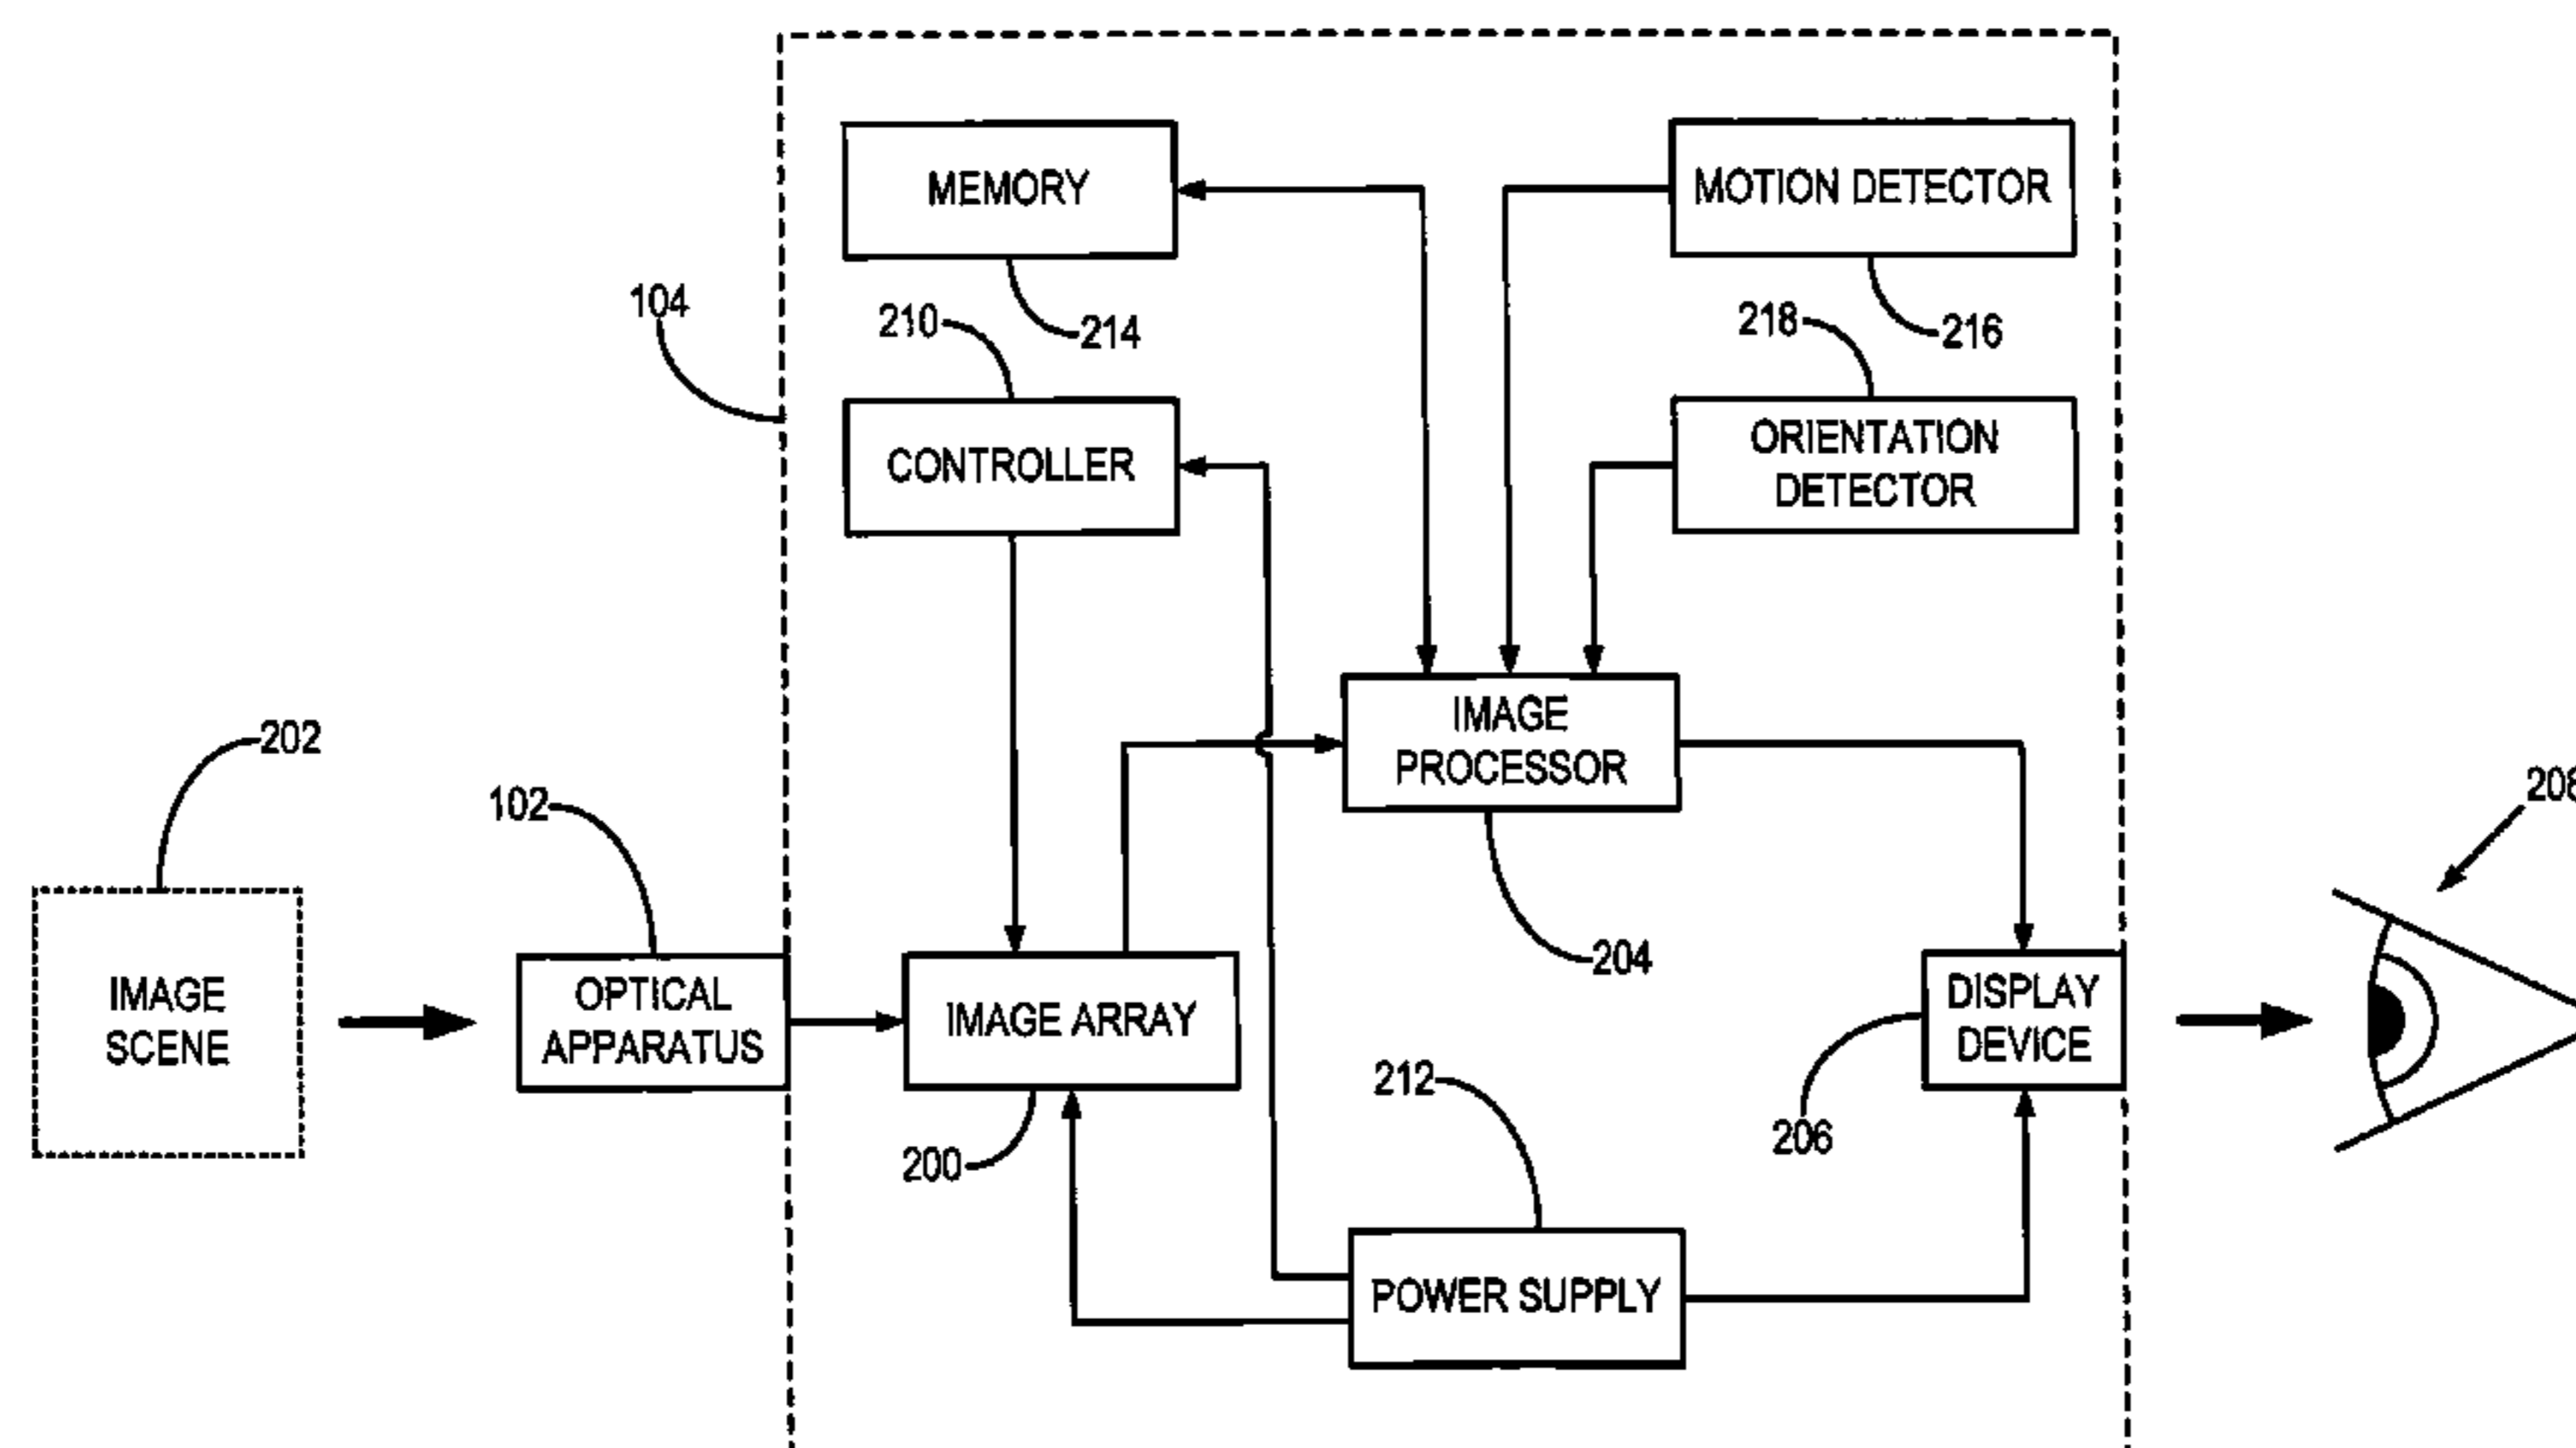 MEMORY
MOTION DETECTOR
104
210
214
218
216
CONTROLLER
ORIENTATION
DETECTOR
202
102
IMAGE
PROCESSOR
208
204
IMAGE
SCENE
OPTICAL
APPARATUS
IMAGE ARRAY
DISPLAY
DEVICE
200
212
206
POWER SUPPLY